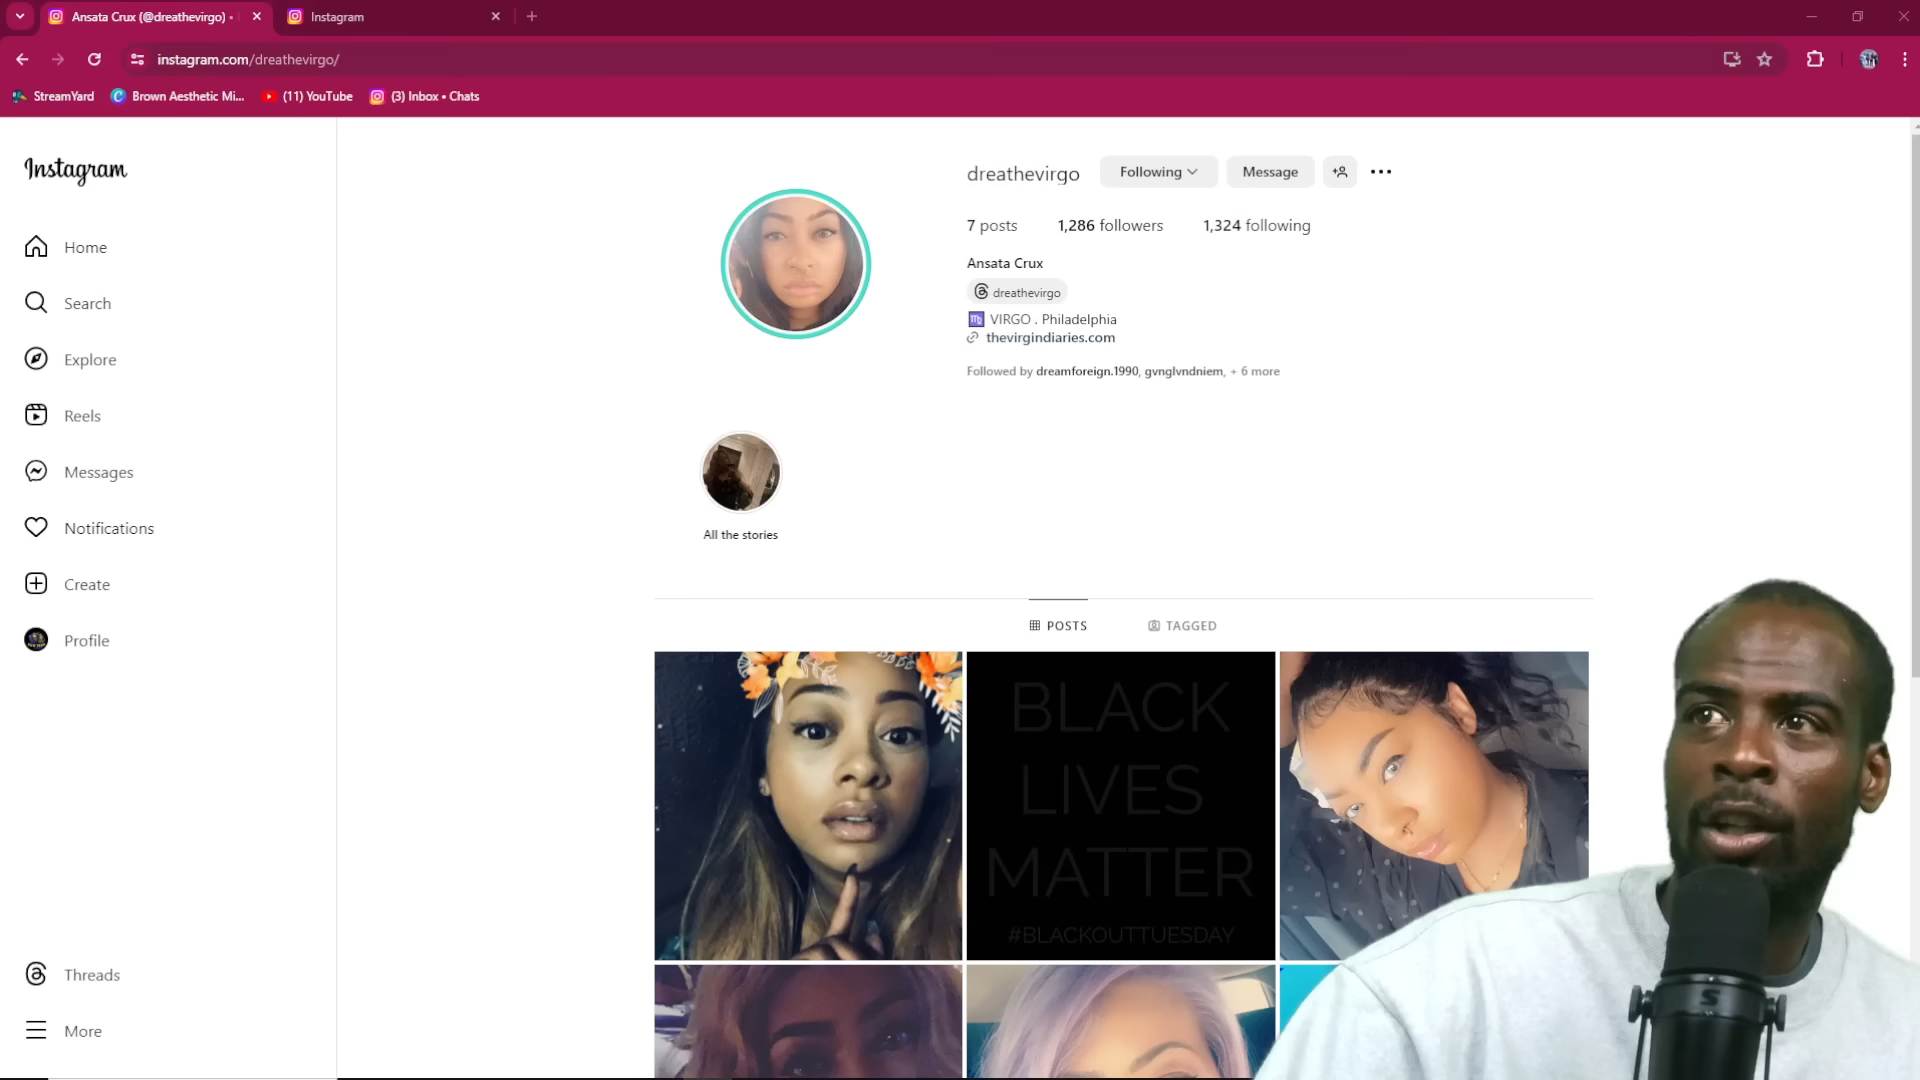 Ansata Crux (@dreathevirgo) •
Instagram
instagram.com/dreathevirgo/
StreamYard
Brown Aesthetic Mi...
(11) YouTube
(3) Inbox • Chats
Instagram
Home
Search
Explore
Reels
Messages
Notifications
Create
Profile
Threads
More
dreathevirgo
Following
Message
7 posts
1,286 followers
1,324 following
Ansata Crux
dreathevirgo
♍ VIRGO . Philadelphia
thevirgindiaries.com
Followed by dreamforeign.1990, gvnglvndniem, + 6 more
All the stories
POSTS
TAGGED
BLACK
LIVES
MATTER
#BLACKOUTTUESDAY
S